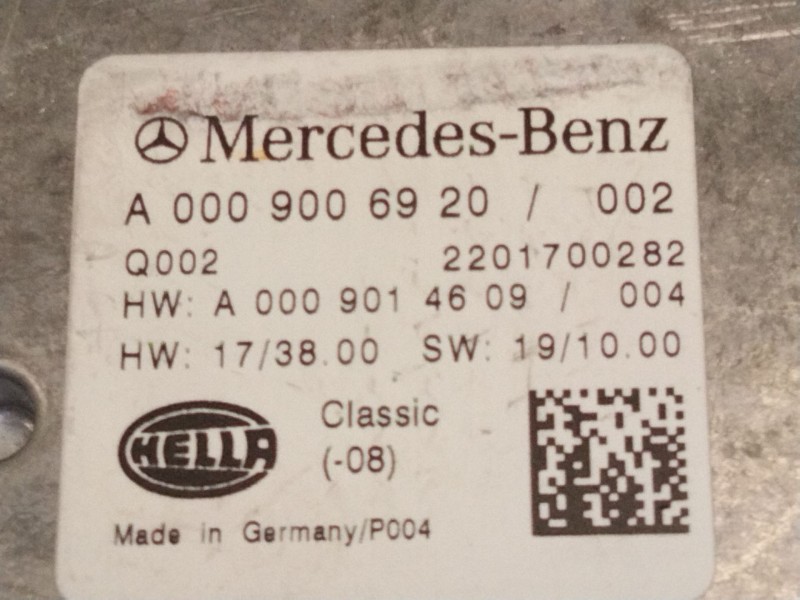 Mercedes-Benz
A 000 900 69 20 / 002
Q002 2201700282
HW: A 000 901 46 09 / 004
HW: 17/38.00 SW: 19/10.00
HELLA
Classic
(-08)
Made in Germany/P004